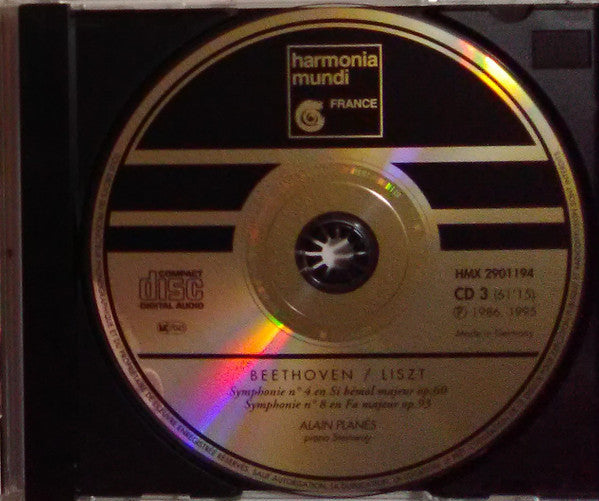 harmonia
mundi
FRANCE
COMPACT
disc
DIGITAL AUDIO
HMX 2901194
CD 3 (61'15)
℗ 1986, 1995
Made in Germany
BEETHOVEN / LISZT
Symphonie n° 4 en Si bémol majeur op.60
Symphonie n° 8 en Fa majeur op.93
ALAIN PLANÈS
piano Steinway